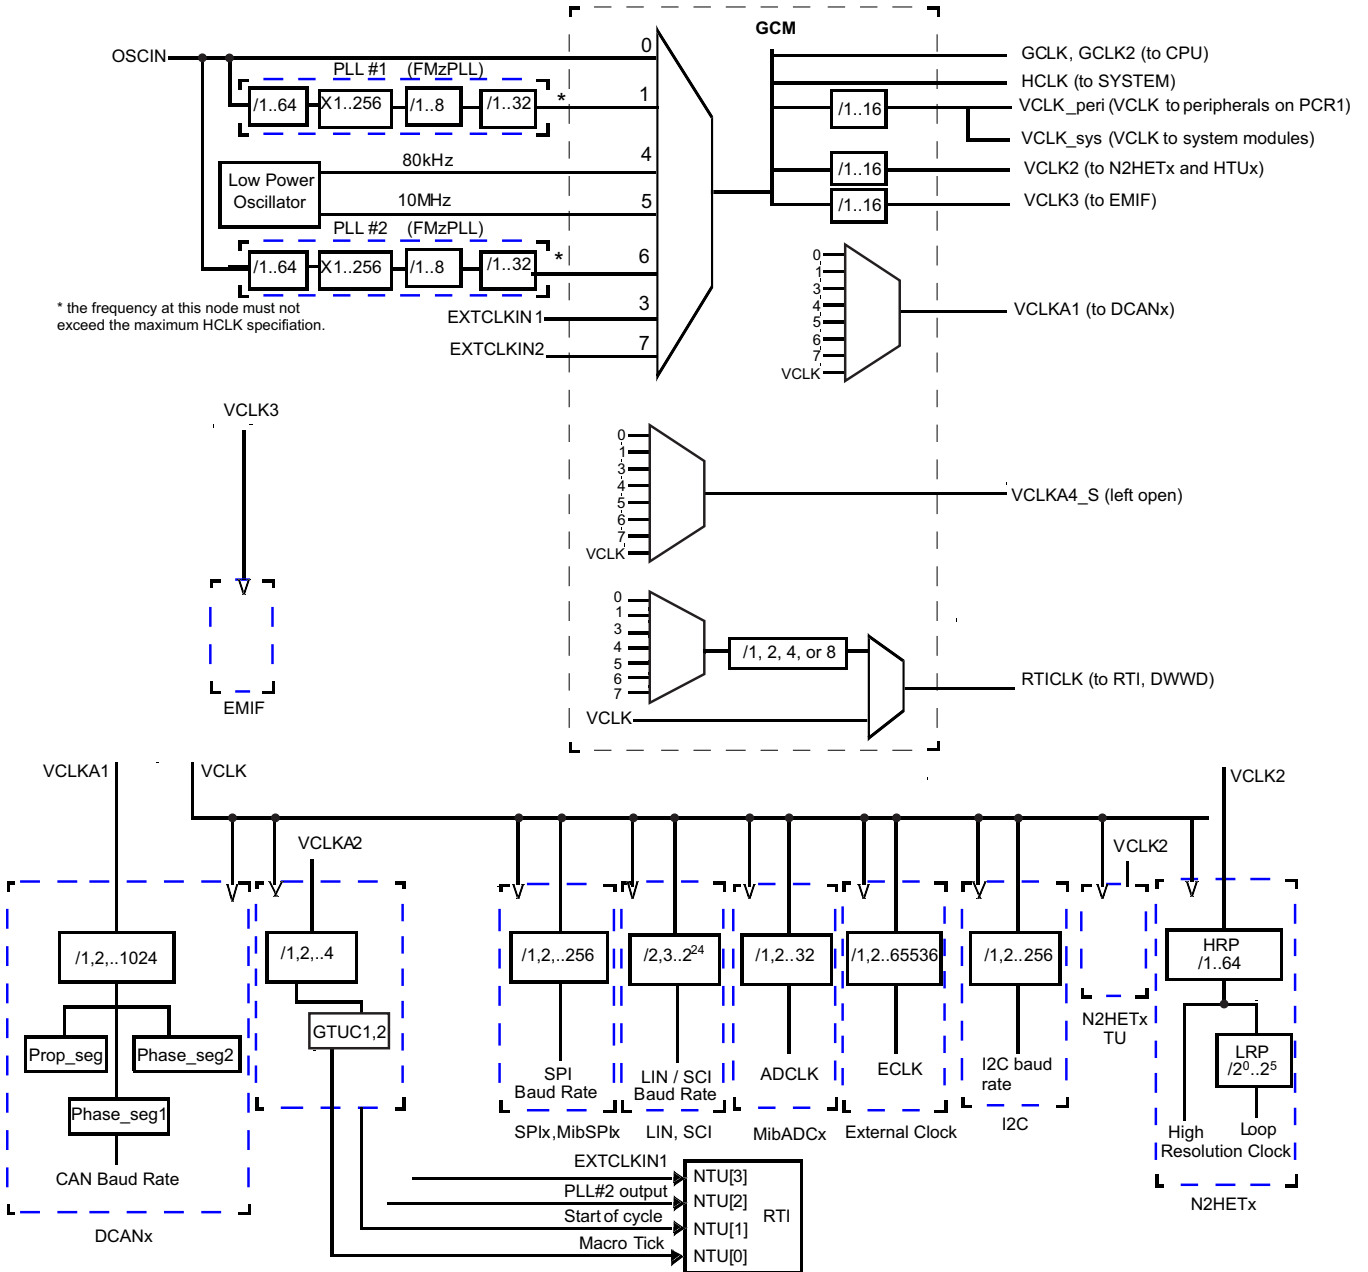 GCM
OSCIN
0
GCLK, GCLK2 (to CPU)
PLL #1 (FMzPLL)
HCLK (to SYSTEM)
/1..64
X1..256
/1..8
/1..32
*
1
/1..16
VCLK_peri (VCLK to peripherals on PCR1)
VCLK_sys (VCLK to system modules)
80kHz
4
Low Power
Oscillator
/1..16
VCLK2 (to N2HETx and HTUx)
10MHz
5
/1..16
VCLK3 (to EMIF)
PLL #2 (FMzPLL)
/1..64
X1..256
/1..8
/1..32
*
6
* the frequency at this node must not
exceed the maximum HCLK specifiation.
EXTCLKIN1
3
EXTCLKIN2
7
0
1
3
4
5
6
7
VCLK
VCLKA1 (to DCANx)
VCLK3
EMIF
0
1
3
4
5
6
7
VCLK
VCLKA4_S (left open)
0
1
3
4
5
6
7
/1, 2, 4, or 8
VCLK
RTICLK (to RTI, DWWD)
VCLKA1
VCLK
VCLK2
VCLKA2
VCLK2
/1,2,..1024
/1,2,..4
/1,2,..256
/2,3..2²⁴
/1,2..32
/1,2..65536
/1,2..256
HRP
/1..64
GTUC1,2
Prop_seg
Phase_seg2
Phase_seg1
CAN Baud Rate
DCANx
SPI
Baud Rate
SPIx,MibSPIx
LIN / SCI
Baud Rate
LIN, SCI
ADCLK
MibADCx
ECLK
External Clock
I2C baud
rate
I2C
N2HETx
TU
LRP
/2⁰..2⁵
High
Loop
Resolution Clock
N2HETx
EXTCLKIN1
NTU[3]
PLL#2 output
NTU[2]
Start of cycle
NTU[1]
Macro Tick
NTU[0]
RTI